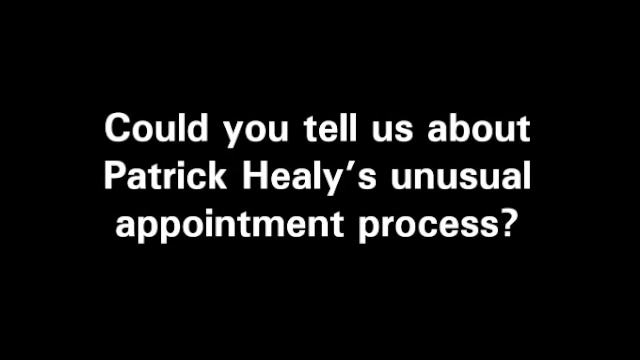 Could you tell us about
Patrick Healy’s unusual
appointment process?